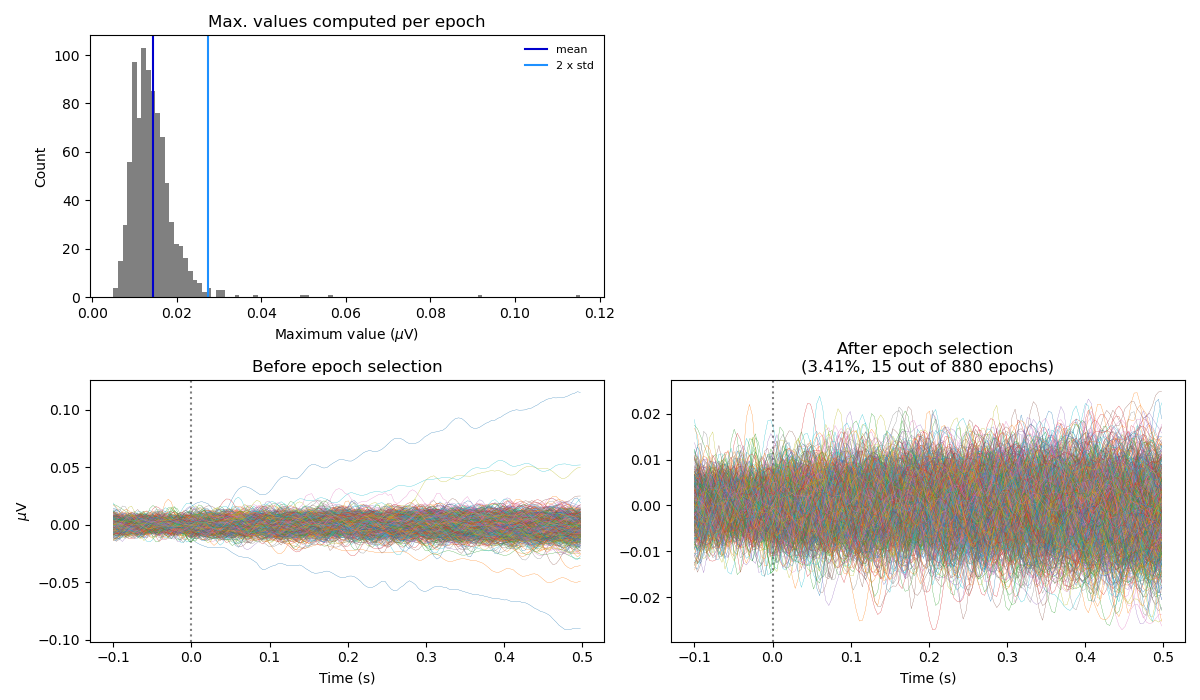 Max. values computed per epoch
mean
2 x std
Count
100
80
60
40
20
0
0.00 0.02 0.04 0.06 0.08 0.10 0.12
Maximum value (μV)
Before epoch selection
μV
0.10
0.05
0.00
−0.05
−0.10
−0.1 0.0 0.1 0.2 0.3 0.4 0.5
Time (s)
After epoch selection
(3.41%, 15 out of 880 epochs)
0.02
0.01
0.00
−0.01
−0.02
−0.1 0.0 0.1 0.2 0.3 0.4 0.5
Time (s)